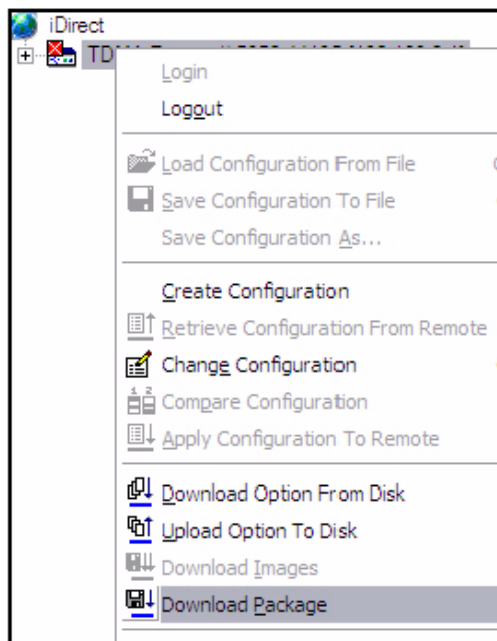 iDirect
Login
Logout
Load Configuration From File
Save Configuration To File
Save Configuration As...
Create Configuration
Retrieve Configuration From Remote
Change Configuration
Compare Configuration
Apply Configuration To Remote
Download Option From Disk
Upload Option To Disk
Download Images
Download Package